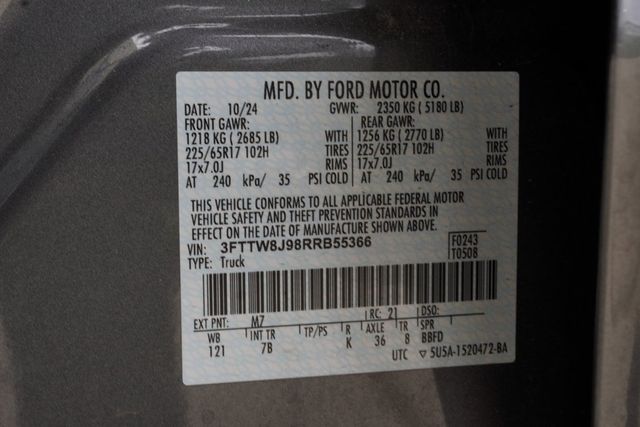 MFD. BY FORD MOTOR CO.
DATE: 10/24 GVWR: 2350 KG ( 5180 LB)
FRONT GAWR: REAR GAWR:
1218 KG ( 2685 LB) WITH 1256 KG ( 2770 LB) WITH
225/65R17 102H TIRES 225/65R17 102H TIRES
17x7.0J RIMS 17x7.0J RIMS
AT 240 kPa/ 35 PSI COLD AT 240 kPa/ 35 PSI COLD
THIS VEHICLE CONFORMS TO ALL APPLICABLE FEDERAL MOTOR
VEHICLE SAFETY AND THEFT PREVENTION STANDARDS IN
EFFECT ON THE DATE OF MANUFACTURE SHOWN ABOVE.
VIN: 3FTTW8J98RRB55366 F0243
TYPE: Truck T0508
EXT PNT: M7 RC: 21 DSO:
WB INT TR TP/PS R AXLE TR SPR
121 7B K 36 8 BBFD
UTC ▽ 5U5A-1520472-BA